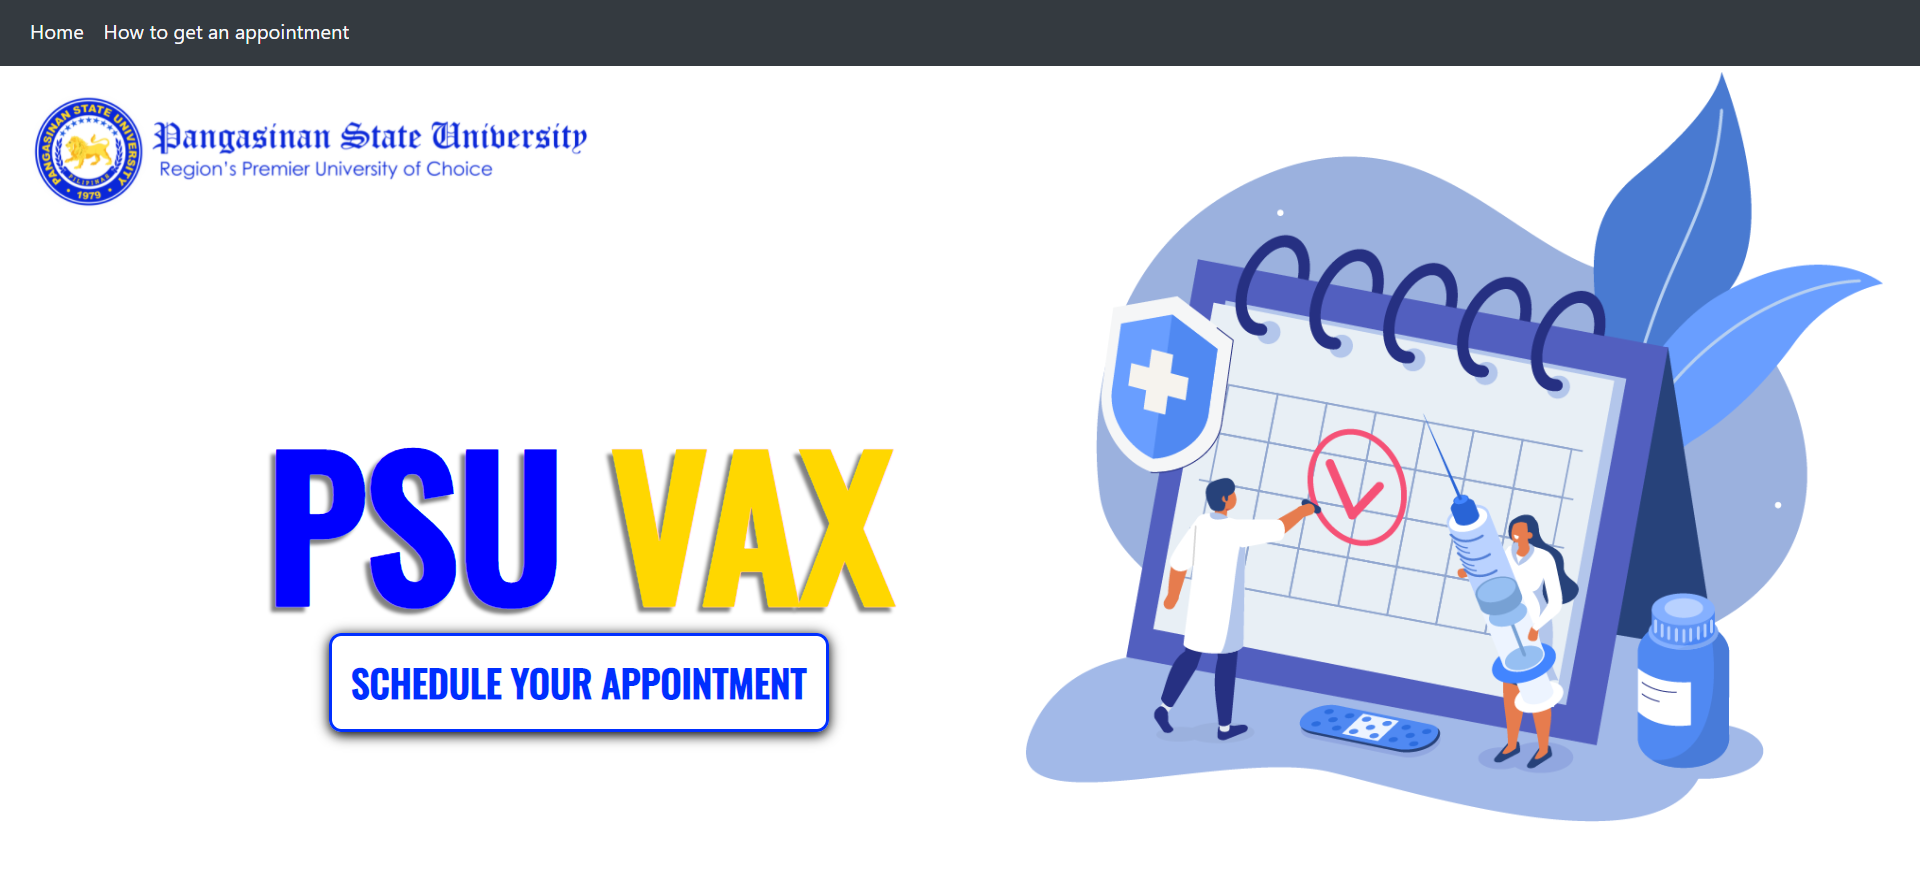 Home How to get an appointment
PANGASINAN STATE UNIVERSITY
FILIPINAS
1979
Pangasinan State University
Region's Premier University of Choice
PSU VAX
SCHEDULE YOUR APPOINTMENT